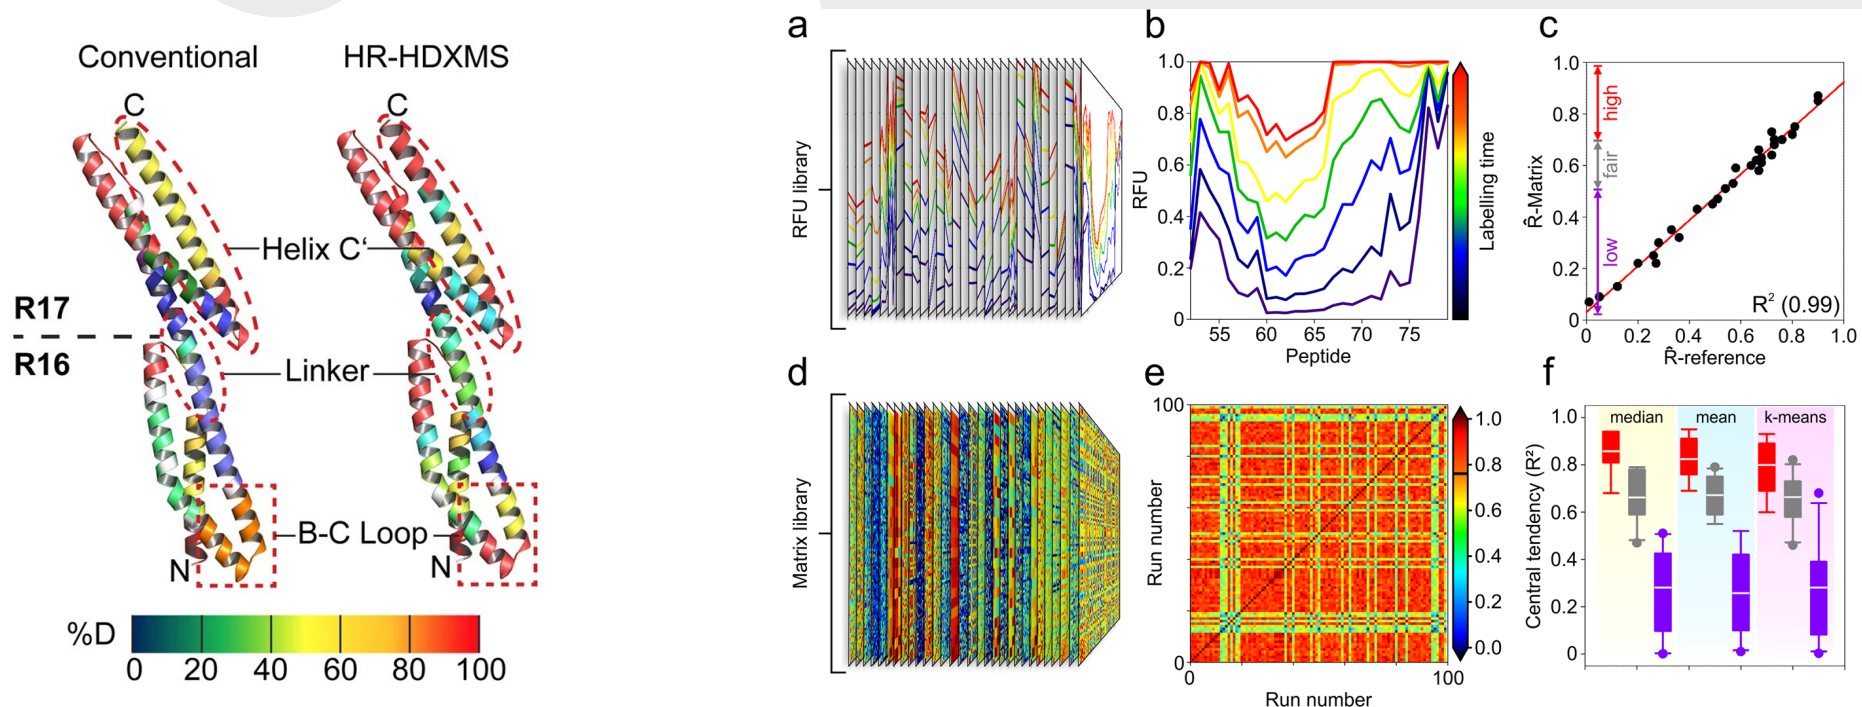 Conventional
HR-HDXMS
C
C
Helix C‘
R17
R16
Linker
B-C Loop
N
N
%D
0 20 40 60 80 100
a
RFU library
b
1.0
0.8
0.6
0.4
0.2
0
RFU
55 60 65 70 75
Peptide
Labelling time
c
1.0
0.8
0.6
0.4
0.2
0
R̂-Matrix
high
fair
low
R² (0.99)
0 0.2 0.4 0.6 0.8 1.0
R̂-reference
d
Matrix library
e
100
0
Run number
0 100
Run number
1.0
0.8
0.6
0.4
0.2
0.0
f
1.0
0.8
0.6
0.4
0.2
0
Central tendency (R²)
median mean k-means